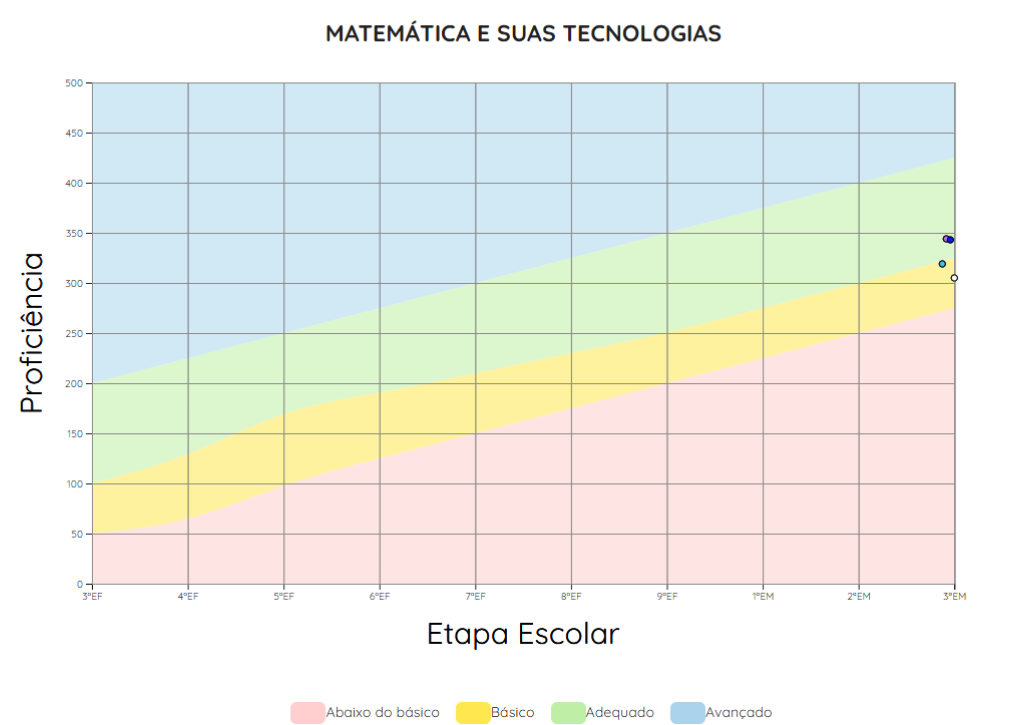 MATEMÁTICA E SUAS TECNOLOGIAS
500
450
400
350
300
250
200
150
100
50
0
Proficiência
3ºEF 4ºEF 5ºEF 6ºEF 7ºEF 8ºEF 9ºEF 1ºEM 2ºEM 3ºEM
Etapa Escolar
Abaixo do básico Básico Adequado Avançado